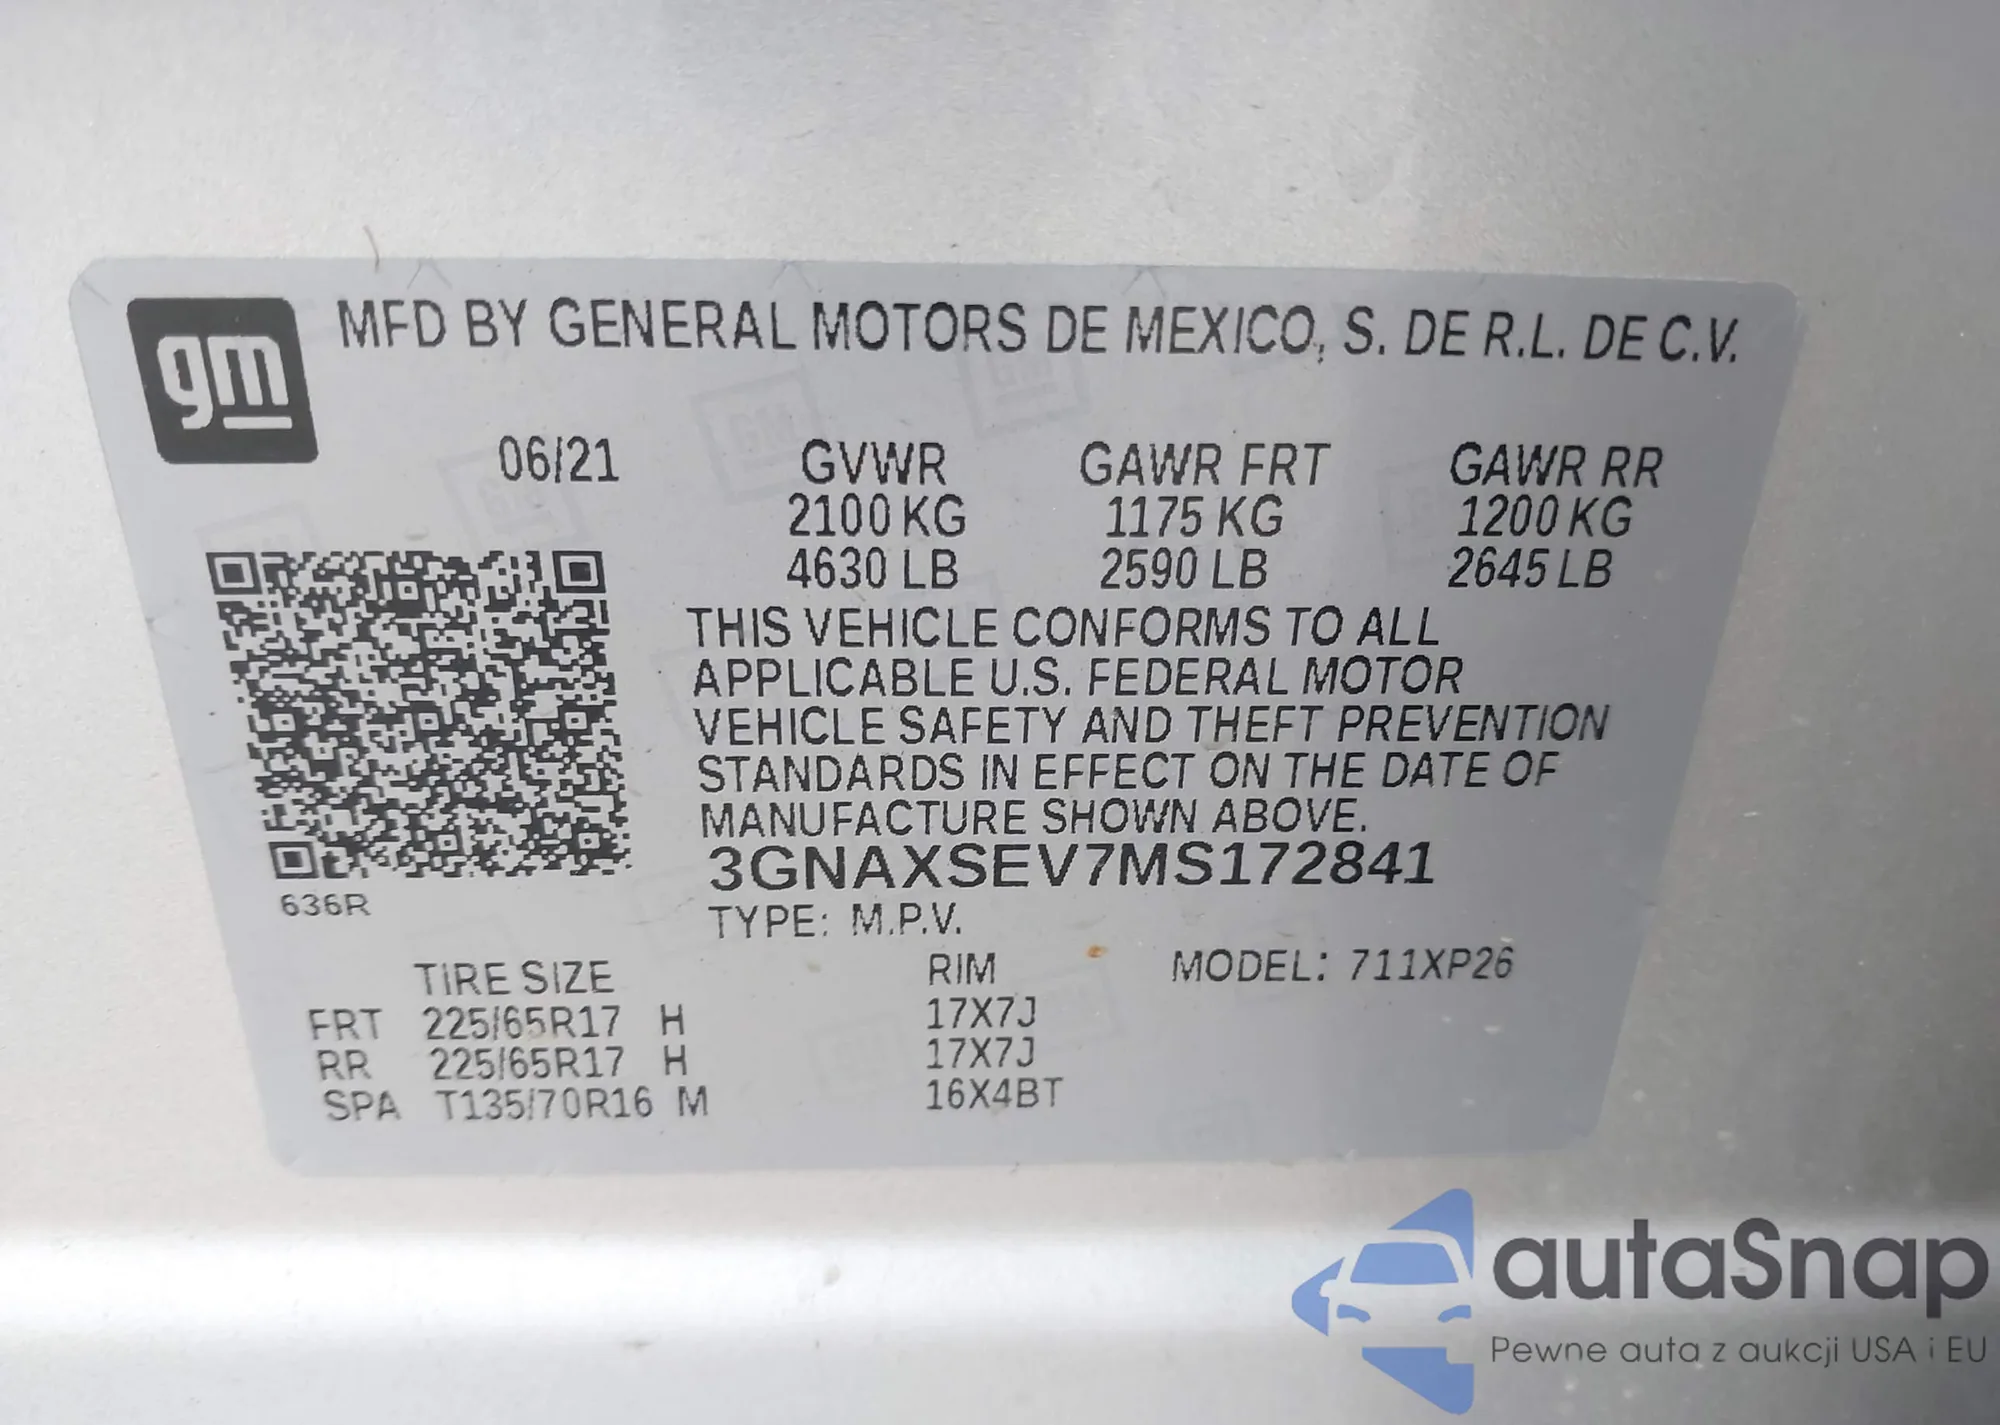 gm
MFD BY GENERAL MOTORS DE MEXICO, S. DE R.L. DE C.V.
06/21 GVWR GAWR FRT GAWR RR
2100 KG 1175 KG 1200 KG
4630 LB 2590 LB 2645 LB
THIS VEHICLE CONFORMS TO ALL
APPLICABLE U.S. FEDERAL MOTOR
VEHICLE SAFETY AND THEFT PREVENTION
STANDARDS IN EFFECT ON THE DATE OF
MANUFACTURE SHOWN ABOVE.
3GNAXSEV7MS172841
636R
TYPE: M.P.V.
TIRE SIZE RIM MODEL: 711XP26
FRT 225/65R17 H 17X7J
RR 225/65R17 H 17X7J
SPA T135/70R16 M 16X4BT
autaSnap
Pewne auta z aukcji USA i EU